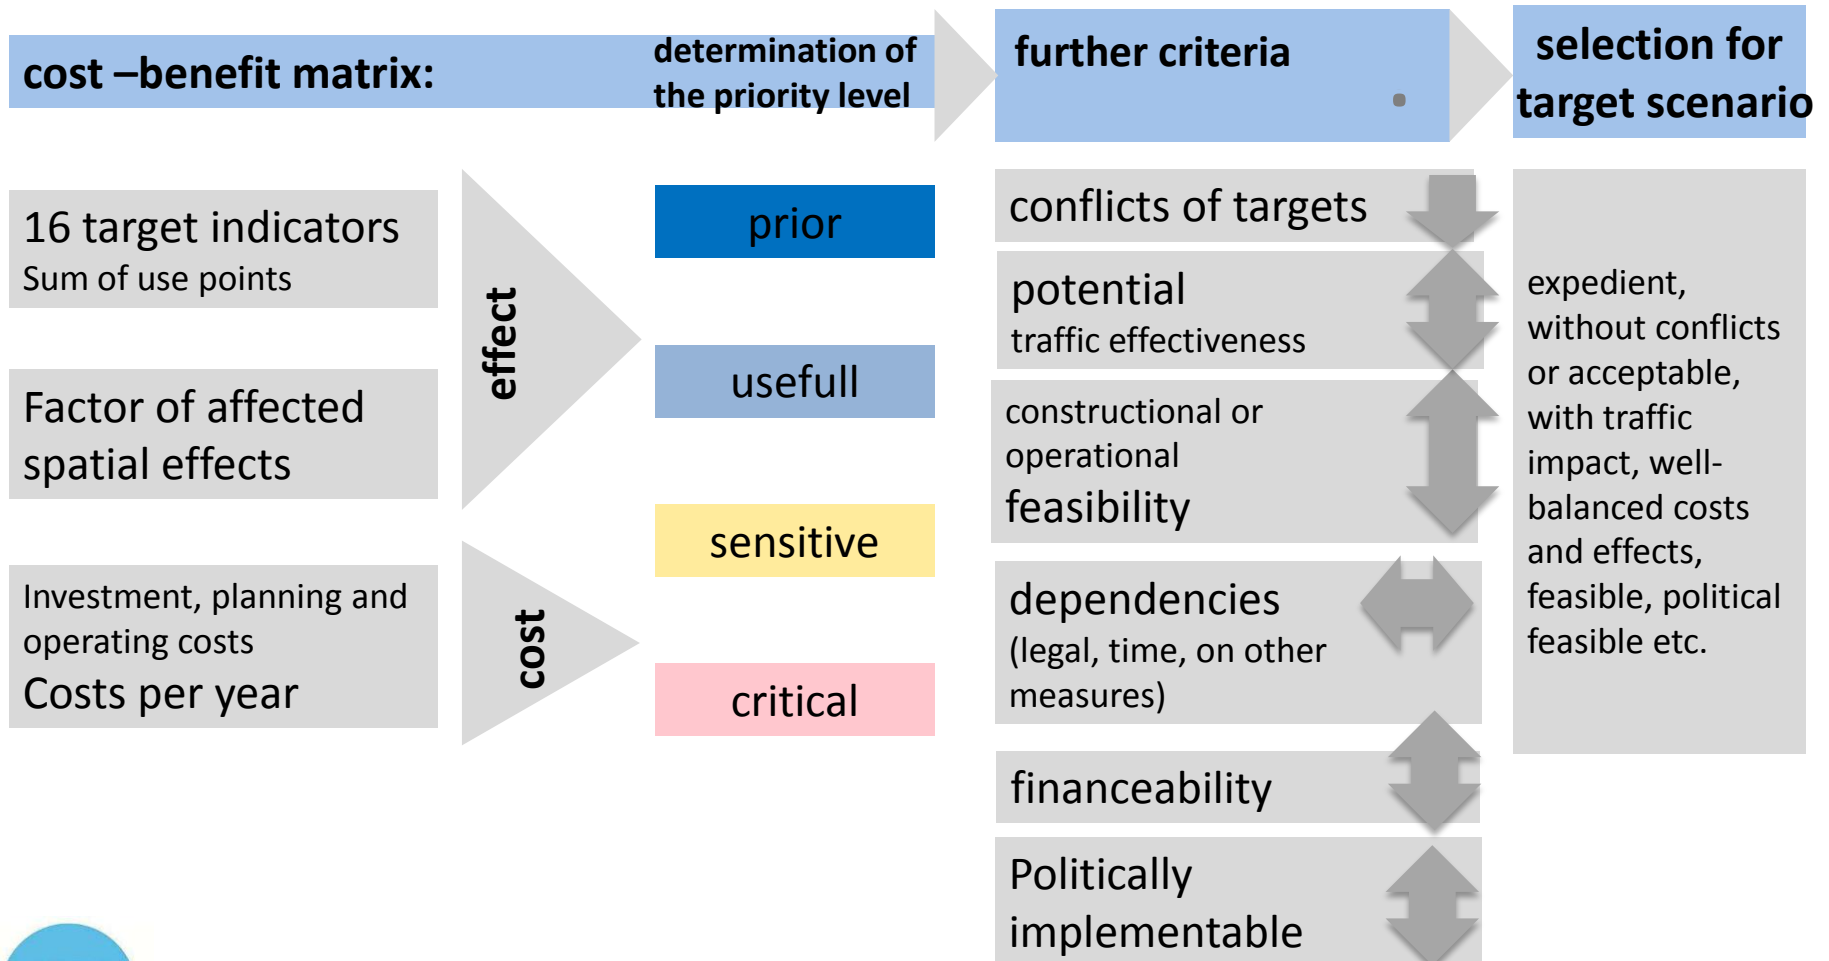 cost –benefit matrix:
determination of
the priority level
further criteria
selection for
target scenario
16 target indicators
Sum of use points
Factor of affected
spatial effects
Investment, planning and
operating costs
Costs per year
effect
cost
prior
usefull
sensitive
critical
conflicts of targets
potential
traffic effectiveness
constructional or
operational
feasibility
dependencies
(legal, time, on other
measures)
financeability
Politically
implementable
expedient,
without conflicts
or acceptable,
with traffic
impact, well-
balanced costs
and effects,
feasible, political
feasible etc.